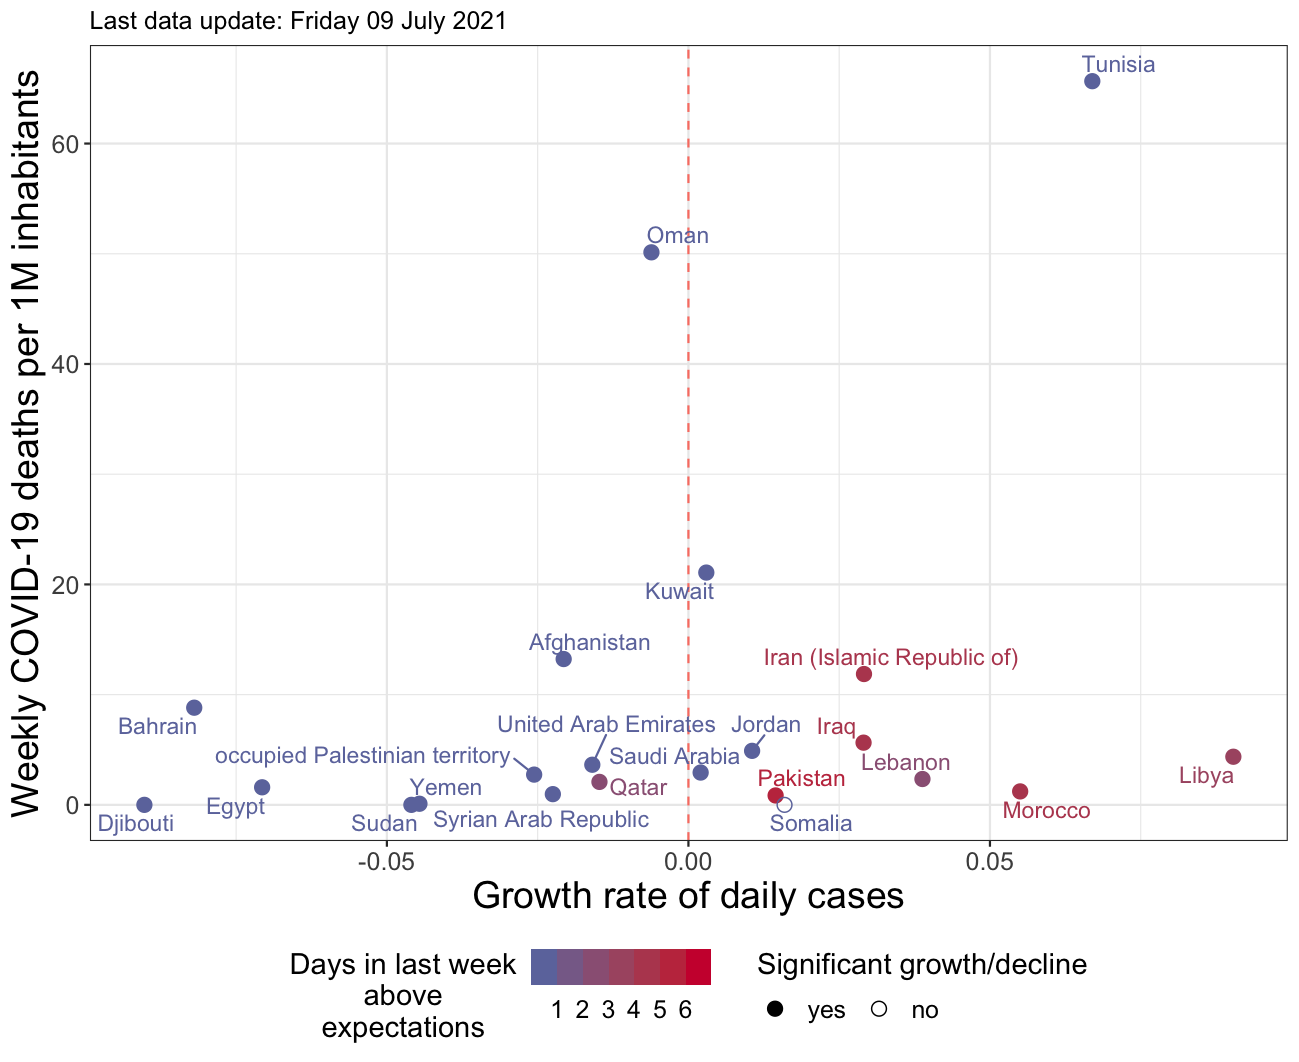 Last data update: Friday 09 July 2021
Weekly COVID-19 deaths per 1M inhabitants
60
40
20
0
Tunisia
Oman
Kuwait
Afghanistan
Iran (Islamic Republic of)
Bahrain
United Arab Emirates
Jordan
Iraq
occupied Palestinian territory
Saudi Arabia
Lebanon
Libya
Yemen
Qatar
Pakistan
Egypt
Morocco
Djibouti
Sudan
Syrian Arab Republic
Somalia
-0.05
0.00
0.05
Growth rate of daily cases
Days in last week
above
expectations
1 2 3 4 5 6
Significant growth/decline
yes
no